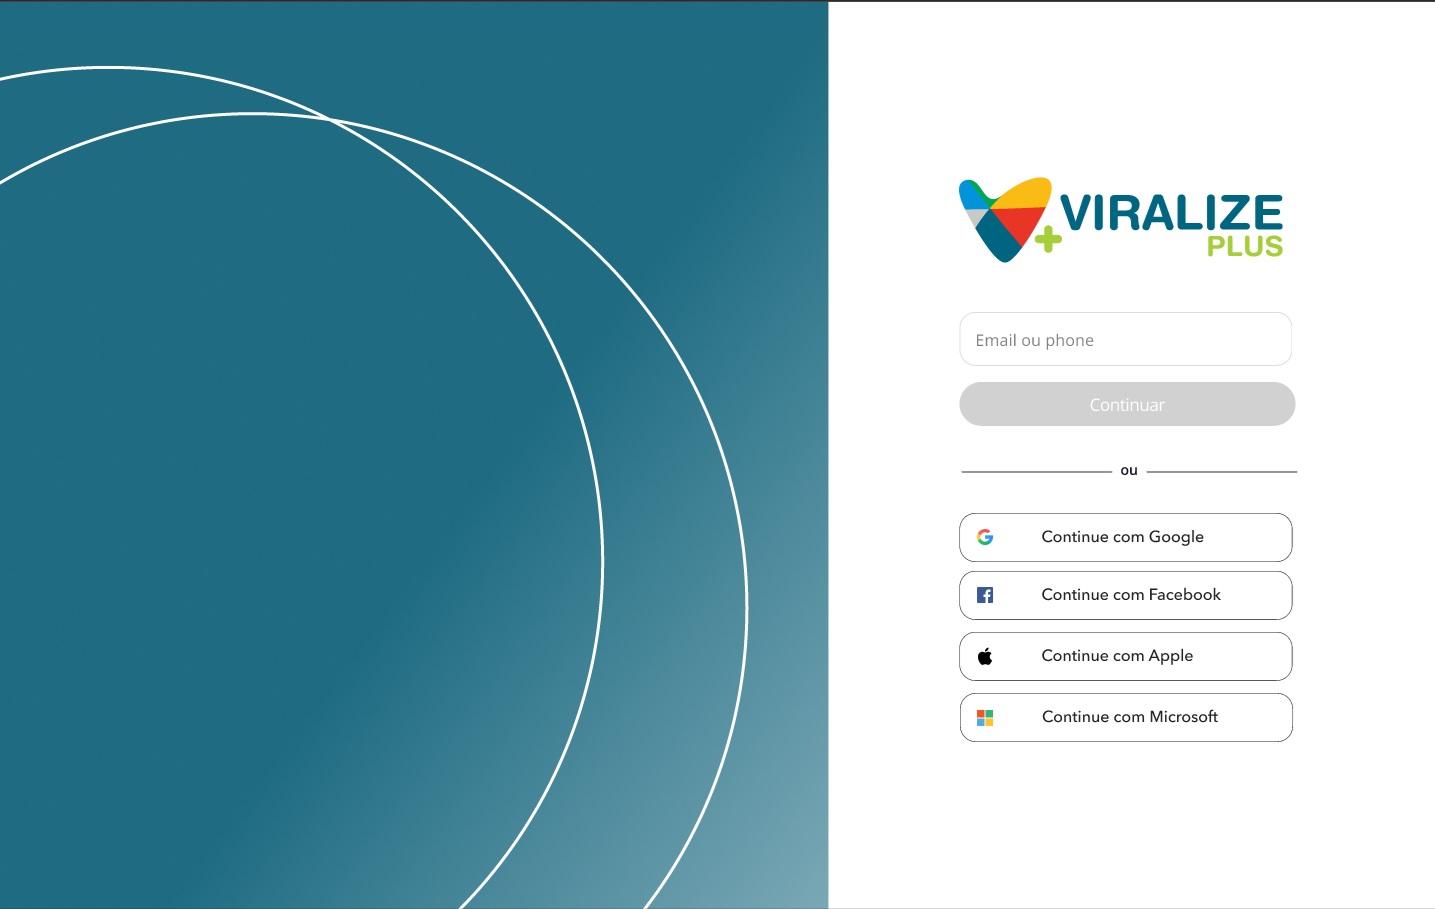 VIRALIZE
PLUS
Email ou phone
Continuar
ou
Continue com Google
Continue com Facebook
Continue com Apple
Continue com Microsoft